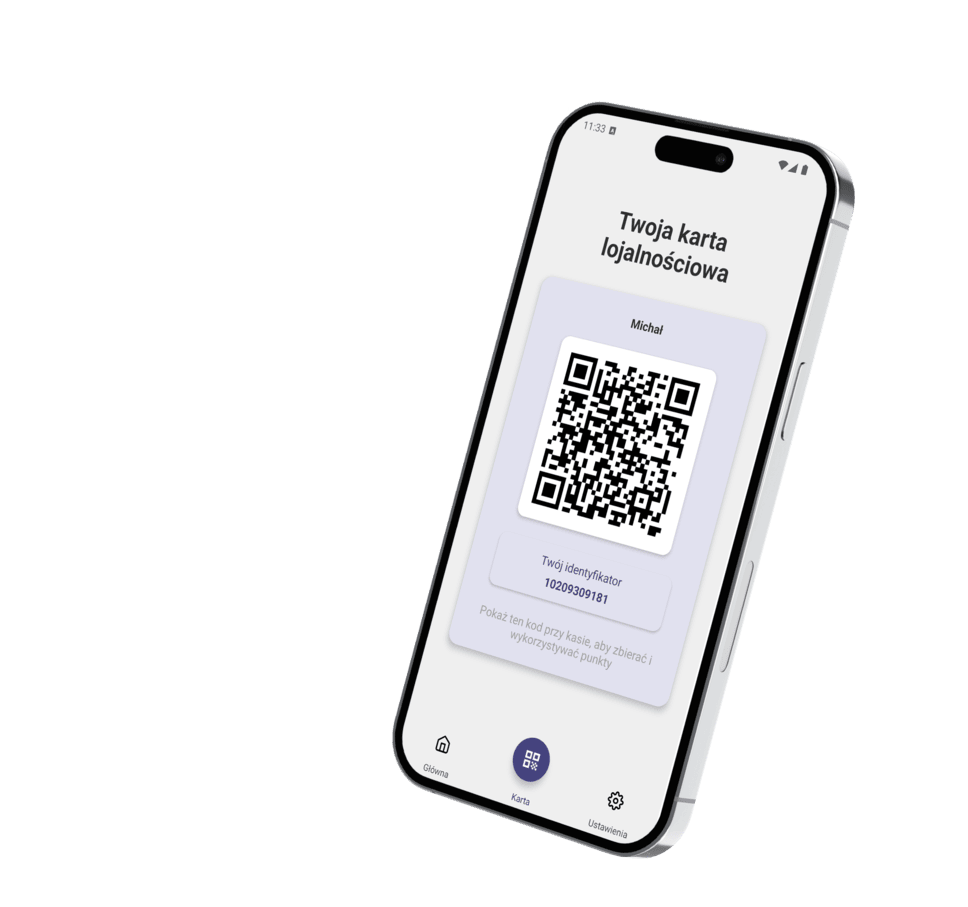 11:33
Twoja karta
lojalnościowa
Michał
Twój identyfikator
10209309181
Pokaż ten kod przy kasie, aby zbierać i
wykorzystywać punkty
Główna
Karta
Ustawienia